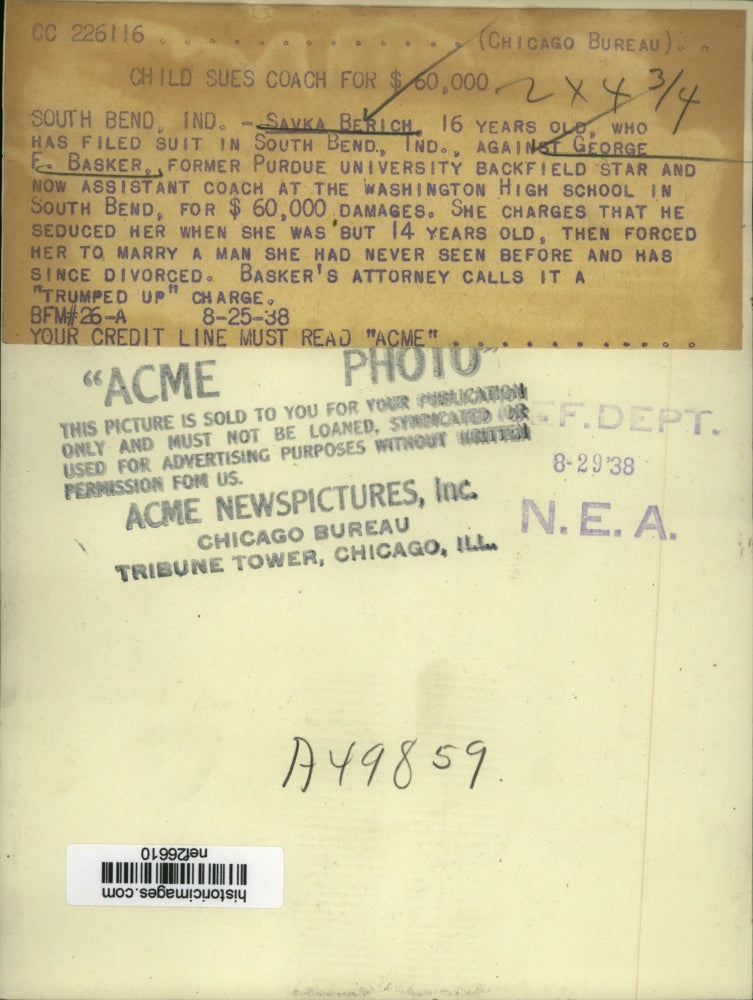 CC 226116 . . . . . . . . . . . . (CHICAGO BUREAU). .
CHILD SUES COACH FOR $ 60,000
2 x 4 3/4
SOUTH BEND, IND. - SAVKA BERICH, 16 YEARS OLD, WHO
HAS FILED SUIT IN SOUTH BEND., IND., AGAINST GEORGE
F. BASKER, FORMER PURDUE UNIVERSITY BACKFIELD STAR AND
NOW ASSISTANT COACH AT THE WASHINGTON HIGH SCHOOL IN
SOUTH BEND, FOR $ 60,000 DAMAGES. SHE CHARGES THAT HE
SEDUCED HER WHEN SHE WAS BUT 14 YEARS OLD, THEN FORCED
HER TO MARRY A MAN SHE HAD NEVER SEEN BEFORE AND HAS
SINCE DIVORCED. BASKER'S ATTORNEY CALLS IT A
"TRUMPED UP" CHARGE.
BFM#26-A 8-25-38
YOUR CREDIT LINE MUST READ "ACME" . . . . . . . . . .
"ACME PHOTO"
THIS PICTURE IS SOLD TO YOU FOR YOUR PUBLICATION
ONLY AND MUST NOT BE LOANED, SYNDICATED OR
USED FOR ADVERTISING PURPOSES WITHOUT WRITTEN
PERMISSION FOM US.
ACME NEWSPICTURES, Inc.
CHICAGO BUREAU
TRIBUNE TOWER, CHICAGO, ILL.
F. DEPT.
8-29'38
N. E. A.
A49859
historicimages.com
nef26610